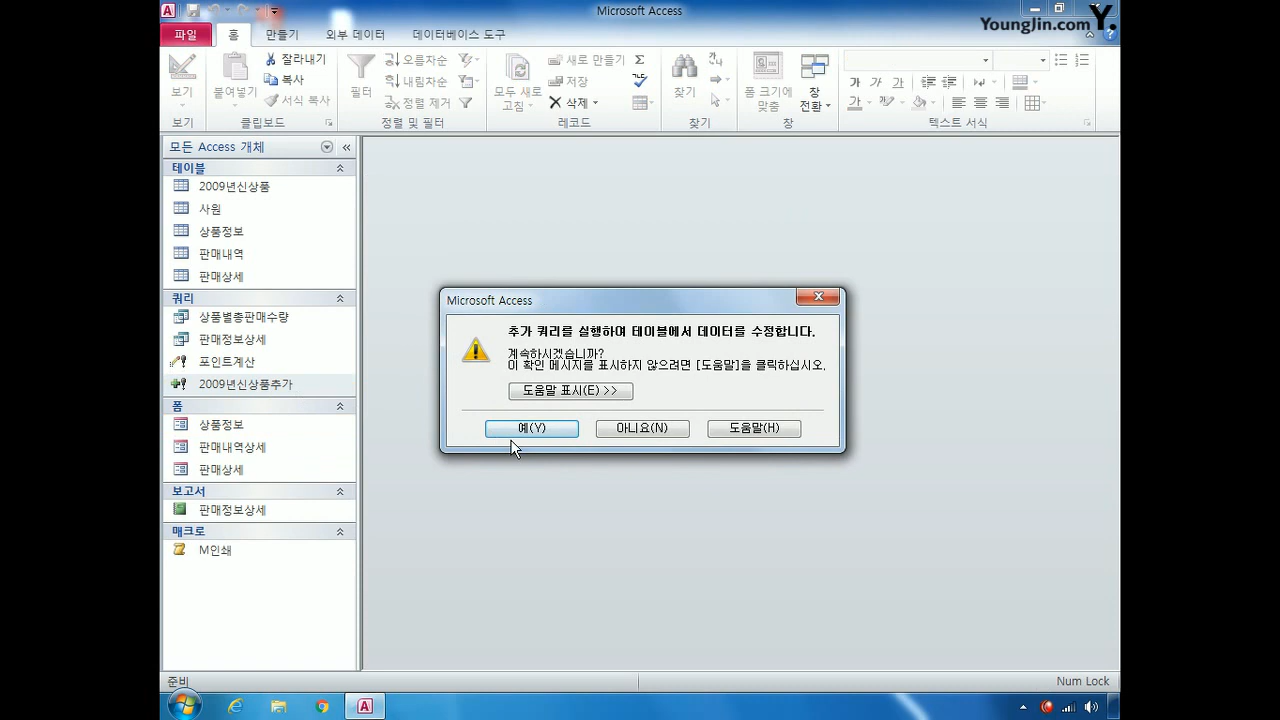 Microsoft Access
YoungJin.com Y.
파일
홈
만들기
외부 데이터
데이터베이스 도구
보기
붙여넣기
잘라내기
복사
서식 복사
필터
오름차순
내림차순
정렬 제거
모두 새로
고침
새로 만들기
저장
삭제
찾기
폼 크기에
맞춤
창
전환
가 가 가
가
보기
클립보드
정렬 및 필터
레코드
찾기
창
텍스트 서식
모든 Access 개체
테이블
2009년신상품
사원
상품정보
판매내역
판매상세
쿼리
상품별총판매수량
판매정보상세
포인트계산
2009년신상품추가
폼
상품정보
판매내역상세
판매상세
보고서
판매정보상세
매크로
M인쇄
Microsoft Access
추가 쿼리를 실행하여 테이블에서 데이터를 수정합니다.
계속하시겠습니까?
이 확인 메시지를 표시하지 않으려면 [도움말]을 클릭하십시오.
도움말 표시(E) >>
예(Y)
아니요(N)
도움말(H)
준비
Num Lock